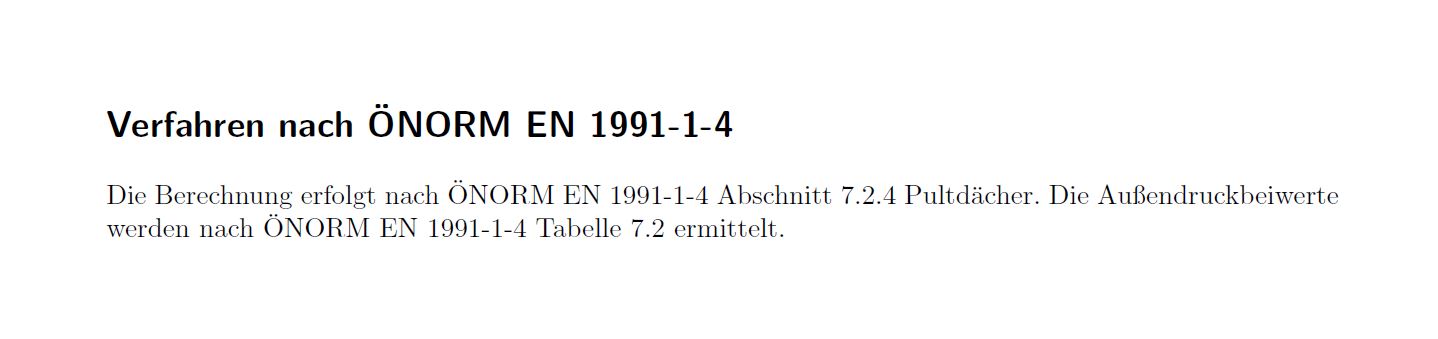 Verfahren nach ÖNORM EN 1991-1-4
Die Berechnung erfolgt nach ÖNORM EN 1991-1-4 Abschnitt 7.2.4 Pultdächer. Die Außendruckbeiwerte
werden nach ÖNORM EN 1991-1-4 Tabelle 7.2 ermittelt.